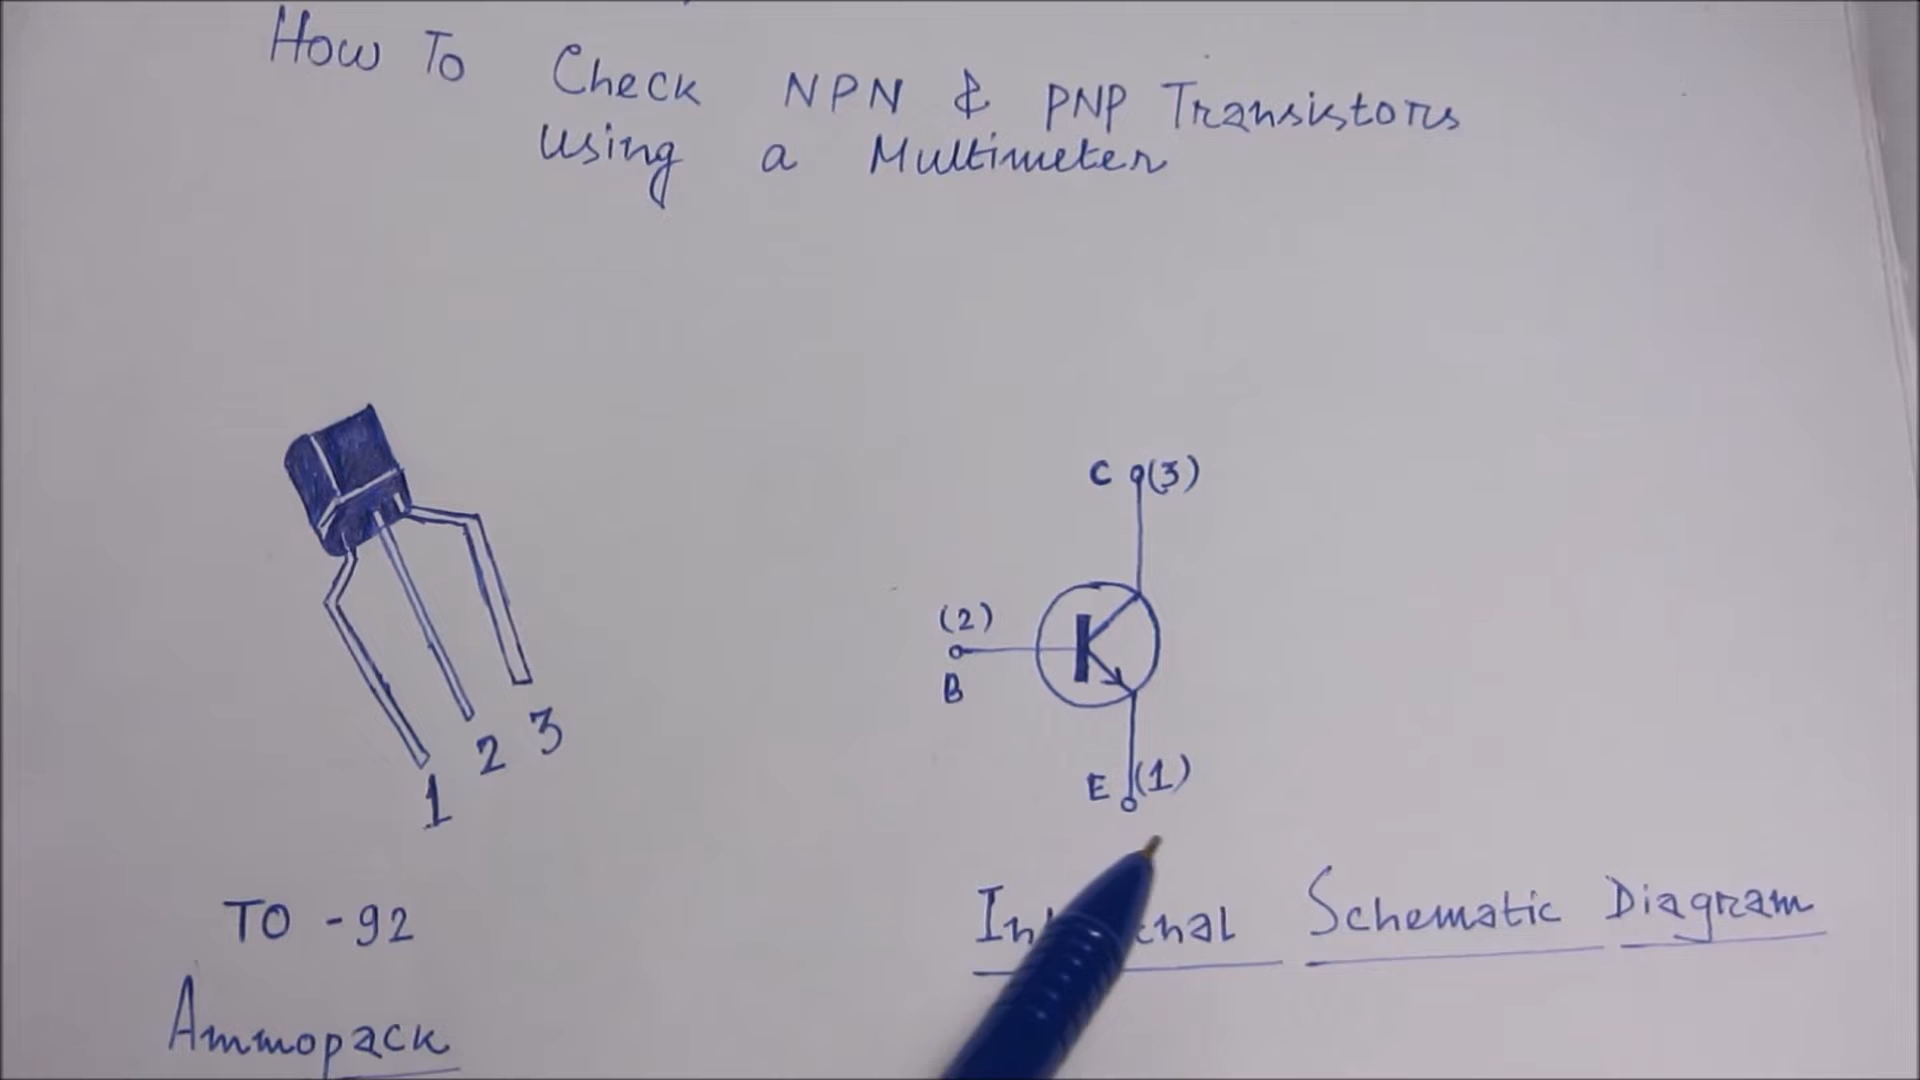 How To Check NPN & PNP Transistors
using a Multimeter
C (3)
(2)
B
E (1)
1 2 3
TO -92
Ammopack
Schematic Diagram